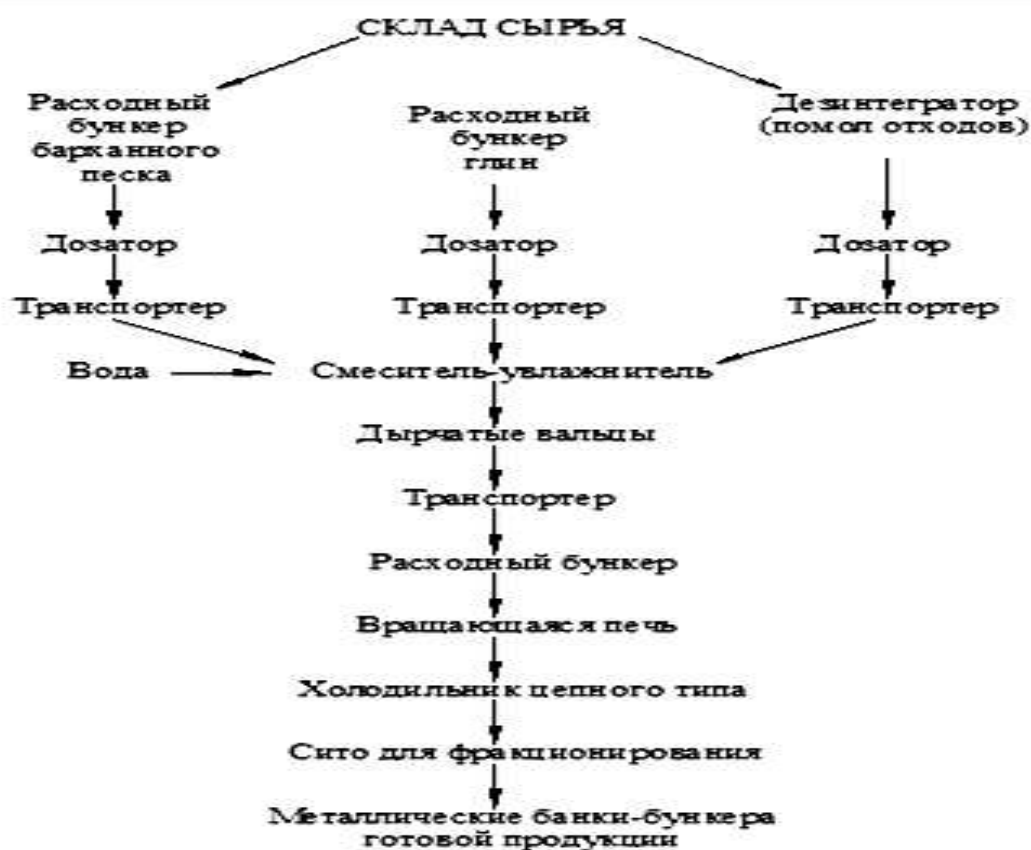 СКЛАД СЫРЬЯ
Расходный
бункер
барханного
песка
Расходный
бункер
глин
Дезинтегратор
(помол отходов)
Дозатор
Дозатор
Дозатор
Транспортер
Транспортер
Транспортер
Вода
Смеситель-увлажнитель
Дырчатые вальцы
Транспортер
Расходный бункер
Вращающаяся печь
Холодильник цепного типа
Сито для фракционирования
Металлические банки-бункера
готовой продукции